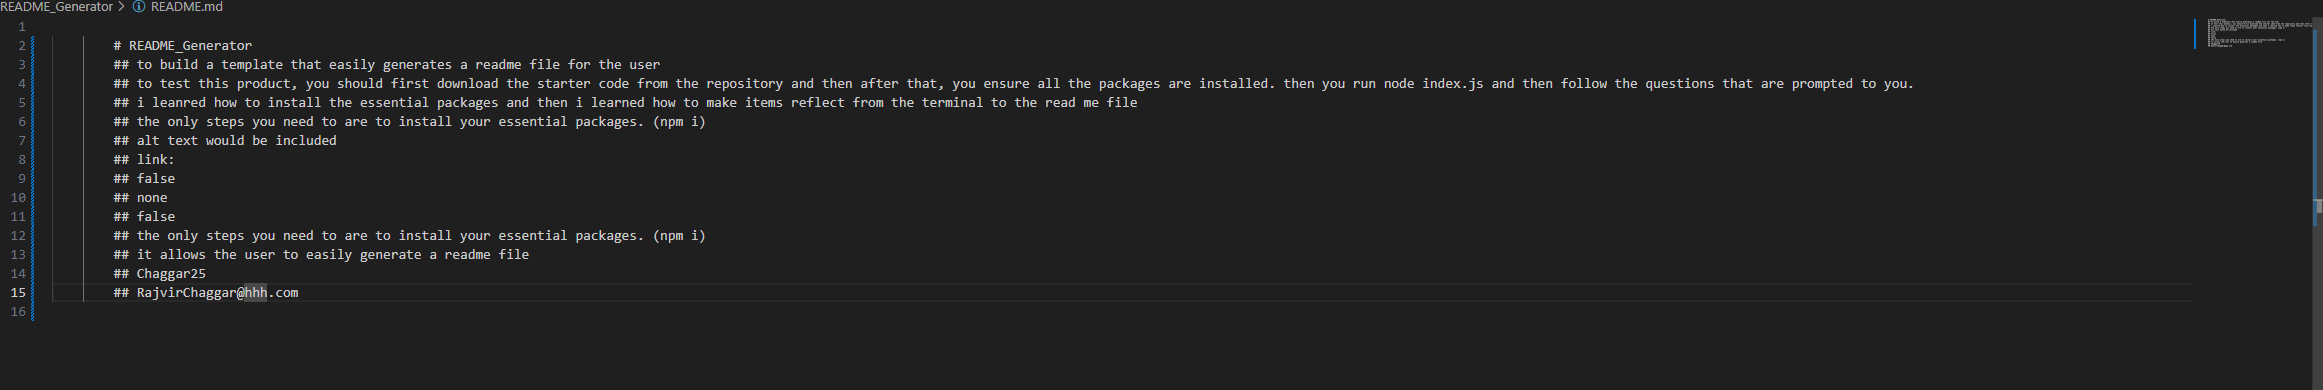 README_Generator > README.md
1
2 # README_Generator
3 ## to build a template that easily generates a readme file for the user
4 ## to test this product, you should first download the starter code from the repository and then after that, you ensure all the packages are installed. then you run node index.js and then follow the questions that are prompted to you.
5 ## i leanred how to install the essential packages and then i learned how to make items reflect from the terminal to the read me file
6 ## the only steps you need to are to install your essential packages. (npm i)
7 ## alt text would be included
8 ## link:
9 ## false
10 ## none
11 ## false
12 ## the only steps you need to are to install your essential packages. (npm i)
13 ## it allows the user to easily generate a readme file
14 ## Chaggar25
15 ## RajvirChaggar@hhh.com
16